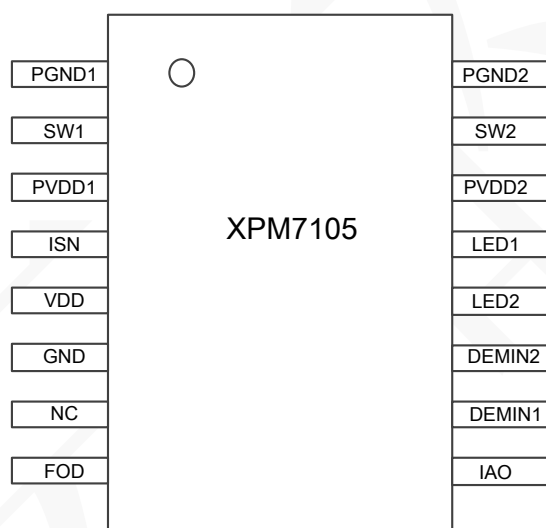 PGND1
PGND2
SW1
SW2
PVDD1
PVDD2
XPM7105
ISN
LED1
VDD
LED2
GND
DEMIN2
NC
DEMIN1
FOD
IAO